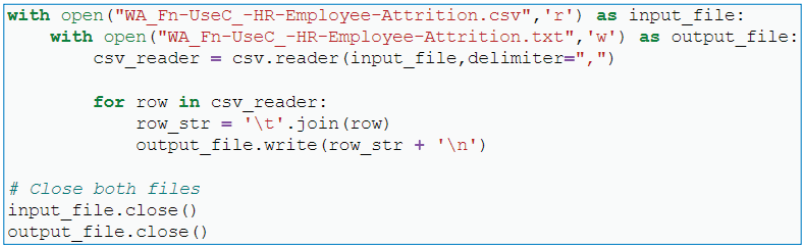 with open("WA_Fn-UseC_-HR-Employee-Attrition.csv",'r') as input_file:
    with open("WA_Fn-UseC_-HR-Employee-Attrition.txt",'w') as output_file:
        csv_reader = csv.reader(input_file,delimiter=",")

        for row in csv_reader:
            row_str = '\t'.join(row)
            output_file.write(row_str + '\n')

# Close both files
input_file.close()
output_file.close()